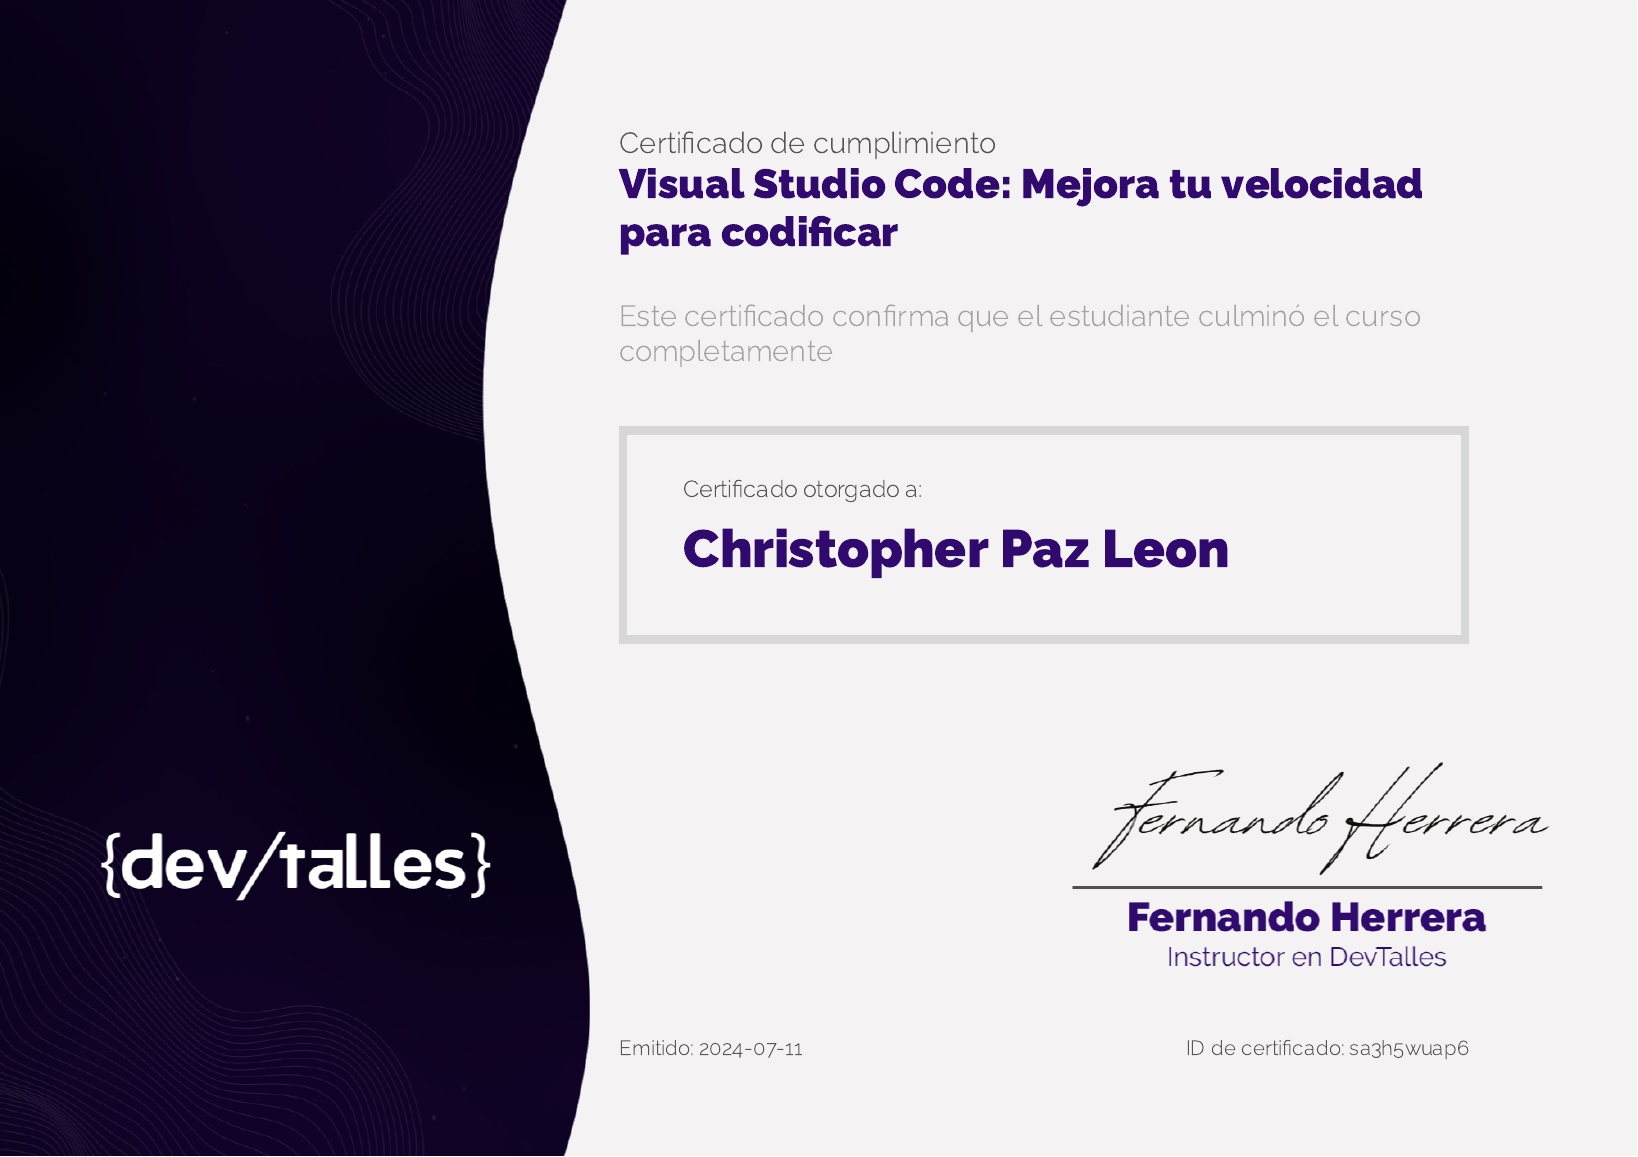 Certificado de cumplimiento
Visual Studio Code: Mejora tu velocidad
para codificar
Este certificado confirma que el estudiante culminó el curso
completamente
Certificado otorgado a:
Christopher Paz Leon
{dev/talles}
Fernando Herrera
Fernando Herrera
Instructor en DevTalles
Emitido: 2024-07-11
ID de certificado: sa3h5wuap6